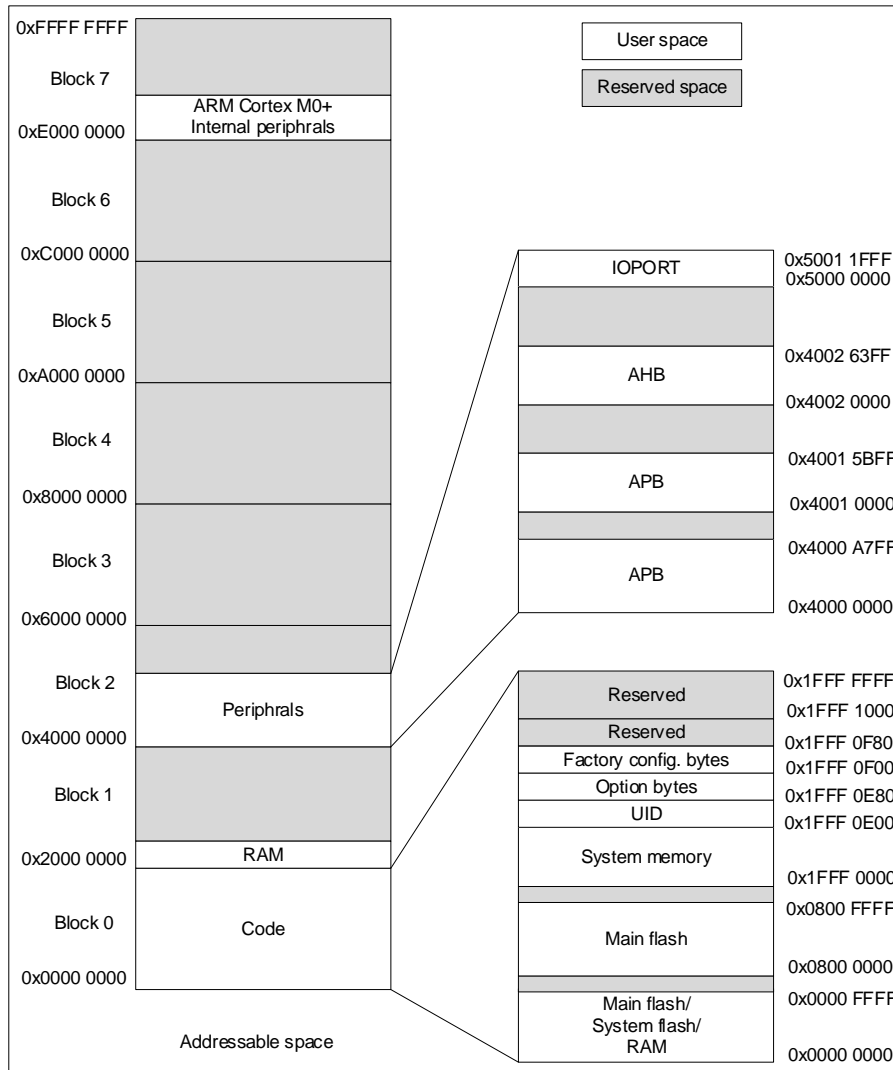 0xFFFF FFFF
Block 7
ARM Cortex M0+
Internal periphrals
0xE000 0000
Block 6
0xC000 0000
Block 5
0xA000 0000
Block 4
0x8000 0000
Block 3
0x6000 0000
Block 2
Periphrals
0x4000 0000
Block 1
0x2000 0000
RAM
Block 0
Code
0x0000 0000
Addressable space
User space
Reserved space
IOPORT
0x5001 1FFF
0x5000 0000
0x4002 63FF
AHB
0x4002 0000
0x4001 5BFF
APB
0x4001 0000
0x4000 A7FF
APB
0x4000 0000
0x1FFF FFFF
Reserved
0x1FFF 1000
Reserved
0x1FFF 0F80
Factory config. bytes
0x1FFF 0F00
Option bytes
0x1FFF 0E80
UID
0x1FFF 0E00
System memory
0x1FFF 0000
0x0800 FFFF
Main flash
0x0800 0000
0x0000 FFFF
Main flash/
System flash/
RAM
0x0000 0000